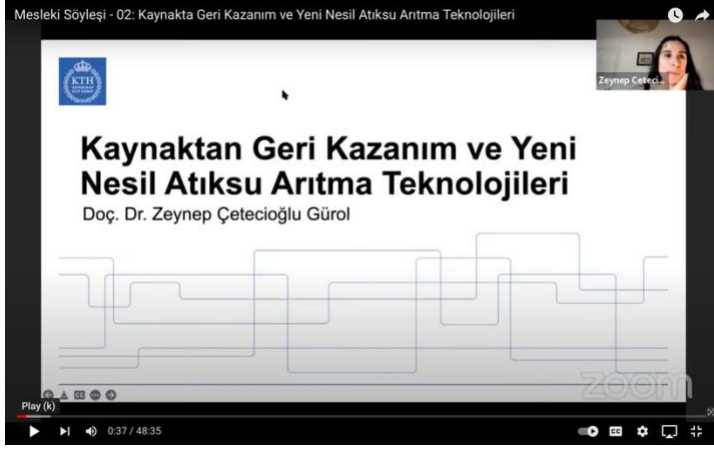 Mesleki Söyleşi - 02: Kaynakta Geri Kazanım ve Yeni Nesil Atıksu Arıtma Teknolojileri
Zeynep Ceteci...
KTH
Kaynaktan Geri Kazanım ve Yeni
Nesil Atıksu Arıtma Teknolojileri
Doç. Dr. Zeynep Çetecioğlu Gürol
zoom
Play (k)
0:37 / 48:35